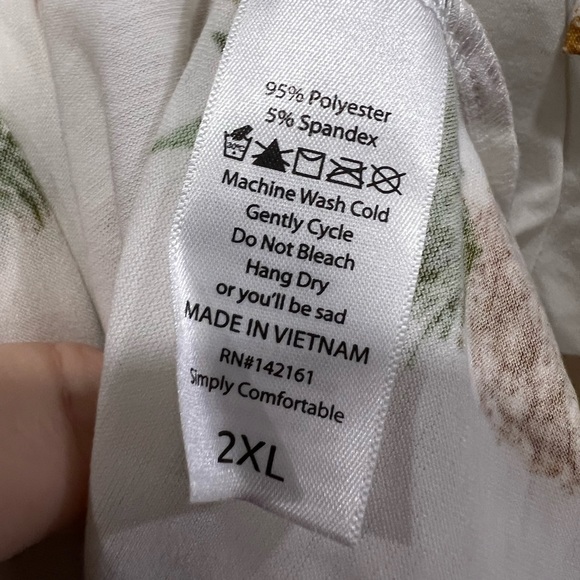 95% Polyester
5% Spandex
30°C
Machine Wash Cold
Gently Cycle
Do Not Bleach
Hang Dry
or you'll be sad
MADE IN VIETNAM
RN#142161
Simply Comfortable
2XL